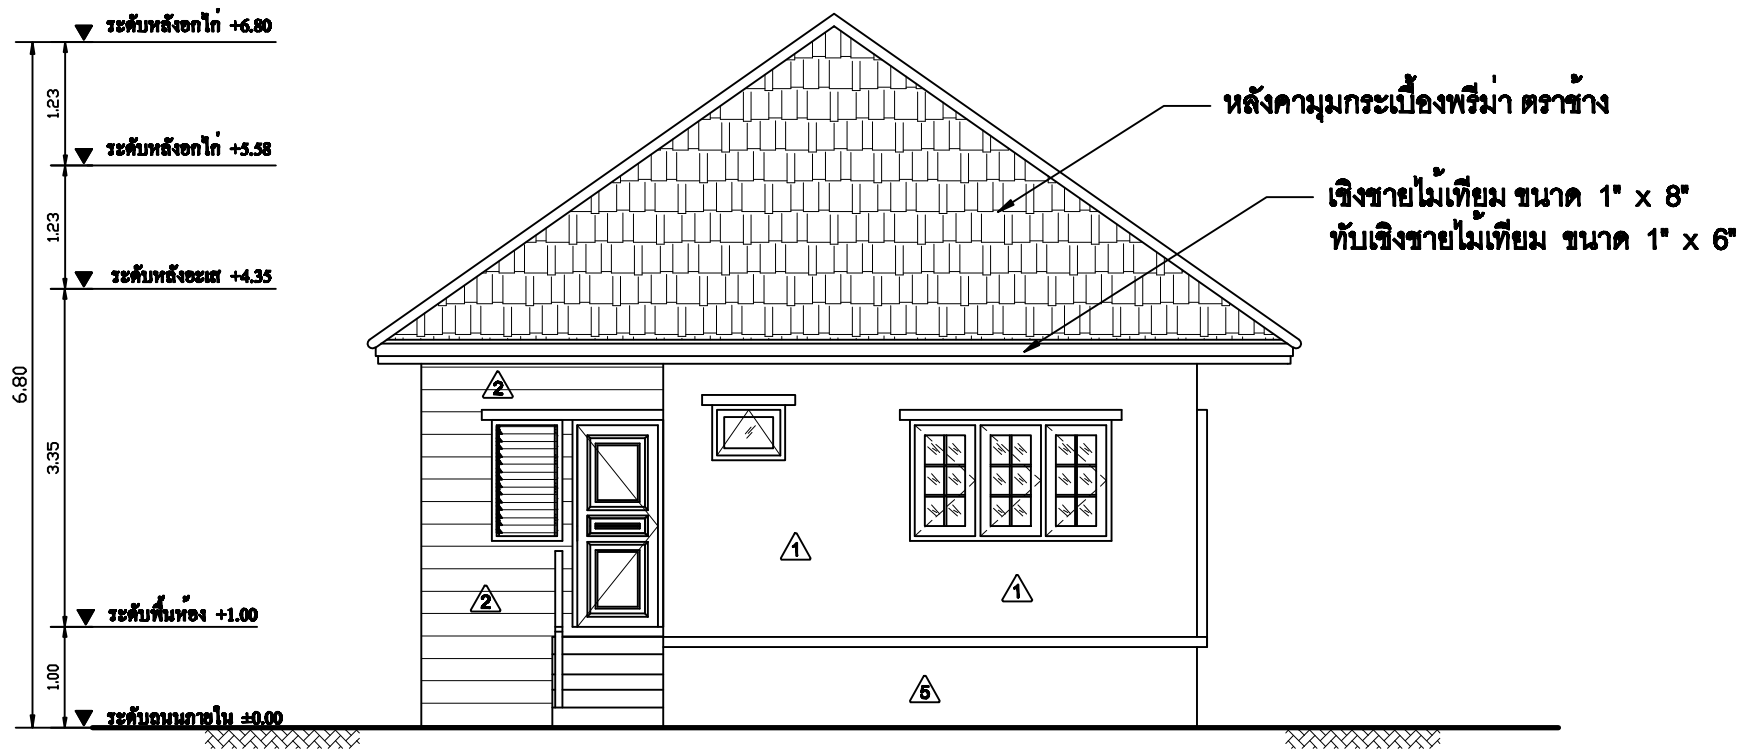 ระดับหลังอกไก่ +6.80
1.23
ระดับหลังอกไก่ +5.58
1.23
ระดับหลังอะเส +4.35
6.80
3.35
ระดับพื้นห้อง +1.00
1.00
ระดับถนนภายใน ±0.00
หลังคามุมกระเบื้องพรีม่า ตราช้าง
เชิงชายไม้เทียม ขนาด 1" x 8"
ทับเชิงชายไม้เทียม ขนาด 1" x 6"
2
1
1
2
5